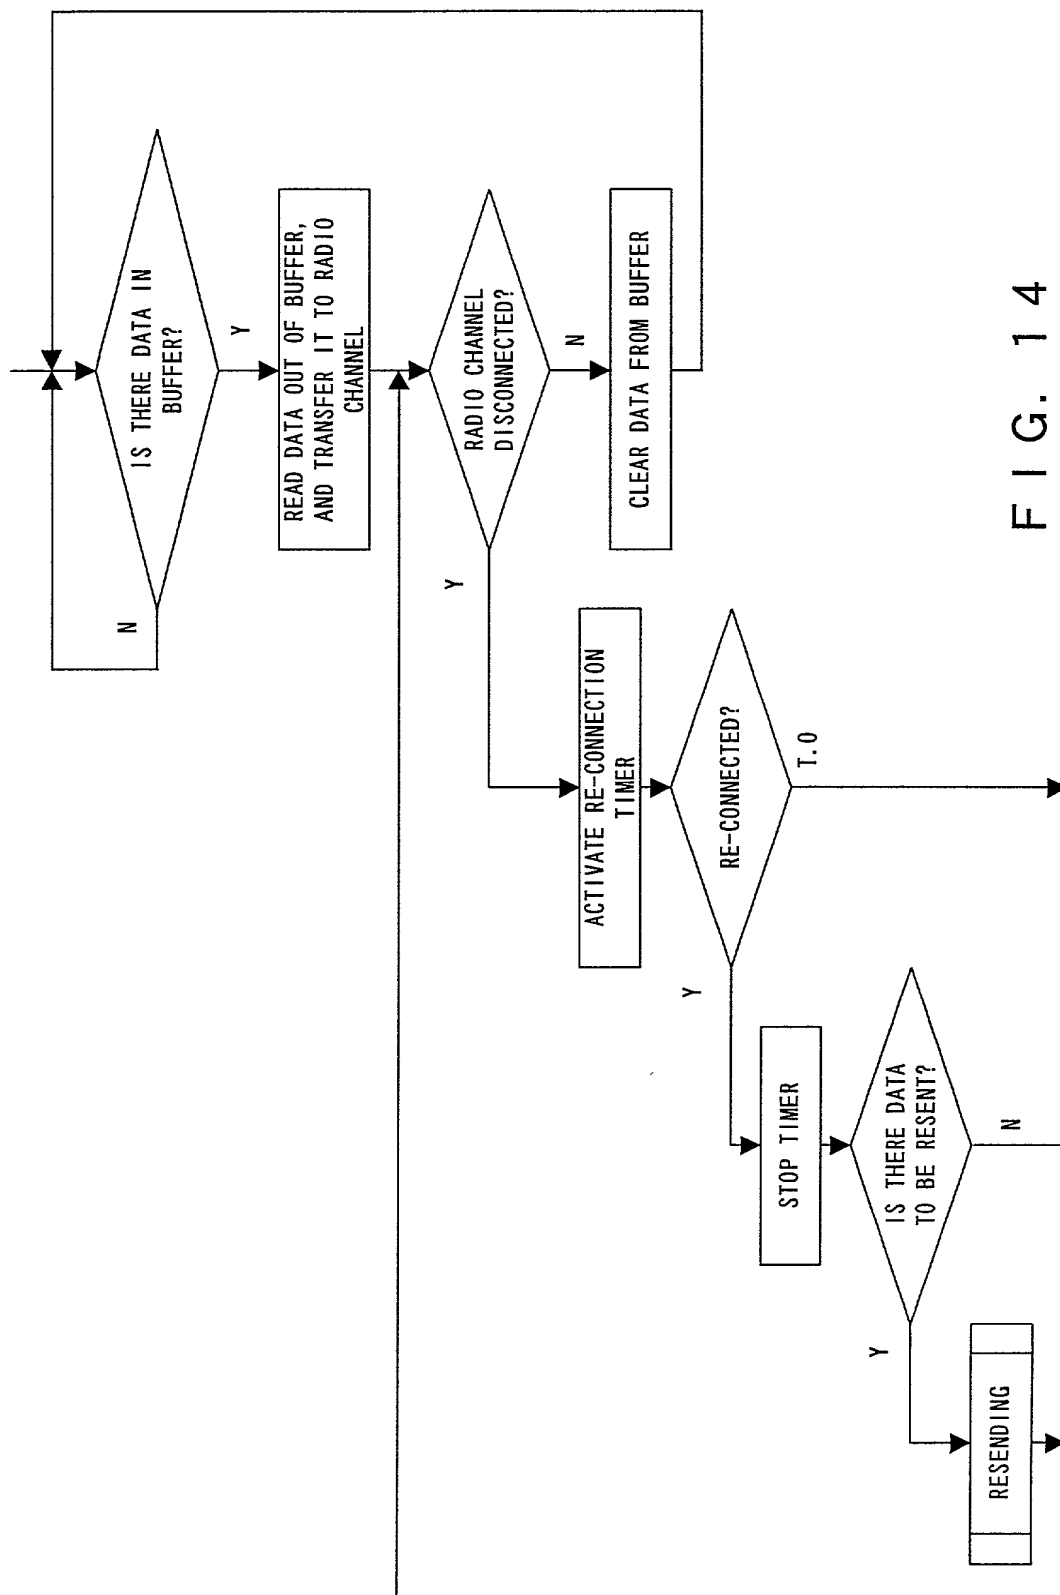 IS THERE DATA IN
BUFFER?
N
Y
READ DATA OUT OF BUFFER,
AND TRANSFER IT TO RADIO
CHANNEL
RADIO CHANNEL
DISCONNECTED?
Y
N
CLEAR DATA FROM BUFFER
ACTIVATE RE-CONNECTION
TIMER
RE-CONNECTED?
Y
T.O
STOP TIMER
IS THERE DATA
TO BE RESENT?
Y
N
RESENDING
FIG. 14